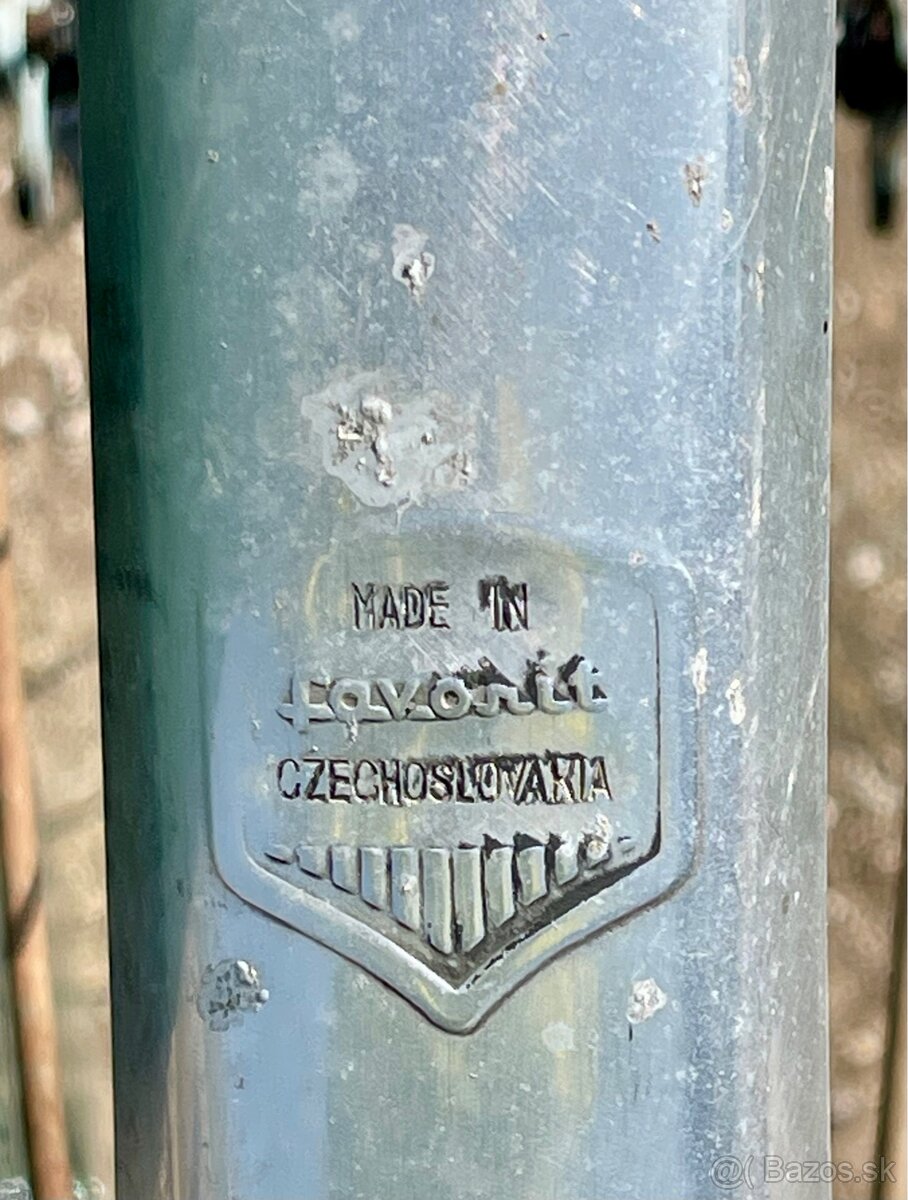 MADE IN
favorit
CZECHOSLOVAKIA
@( Bazos.sk